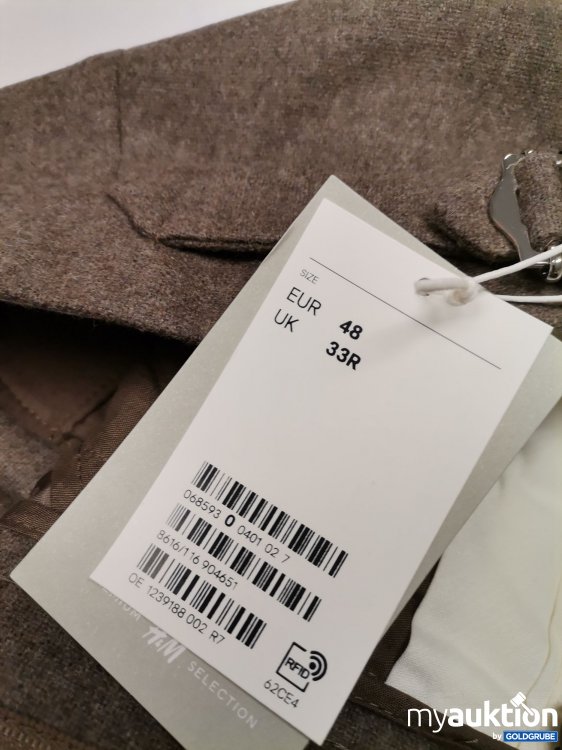 SIZE
EUR 48
UK 33R
068593 0 0401 02 7
8616/116 904651
OE 1239188 002 R7
RFID
62CE4
H&M
SELECTION
myauktion
by GOLDGRUBE